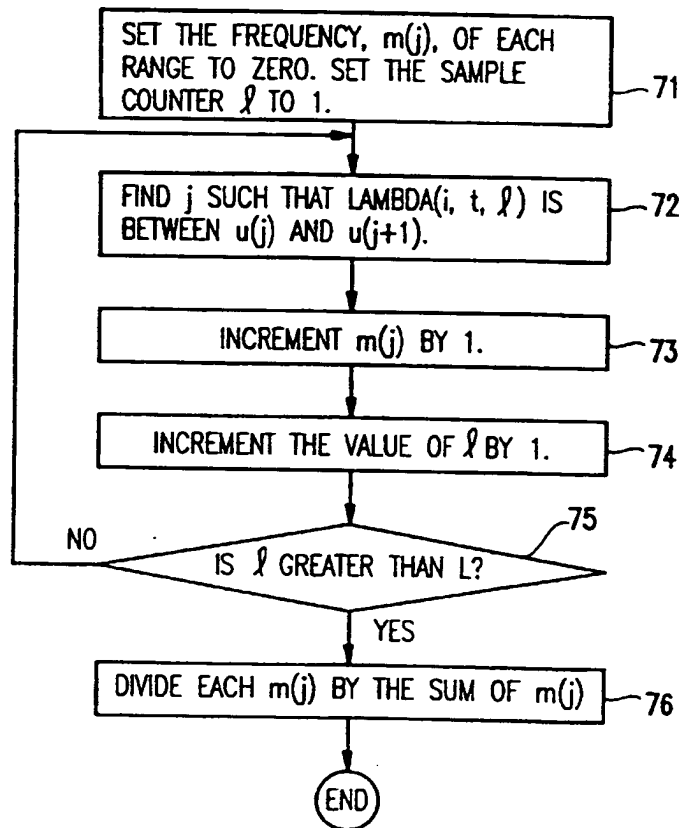 SET THE FREQUENCY, m(j), OF EACH
RANGE TO ZERO. SET THE SAMPLE
COUNTER ℓ TO 1.
71
FIND j SUCH THAT LAMBDA(i, t, ℓ) IS
BETWEEN u(j) AND u(j+1).
72
INCREMENT m(j) BY 1.
73
INCREMENT THE VALUE OF ℓ BY 1.
74
75
NO
IS ℓ GREATER THAN L?
YES
DIVIDE EACH m(j) BY THE SUM OF m(j)
76
END